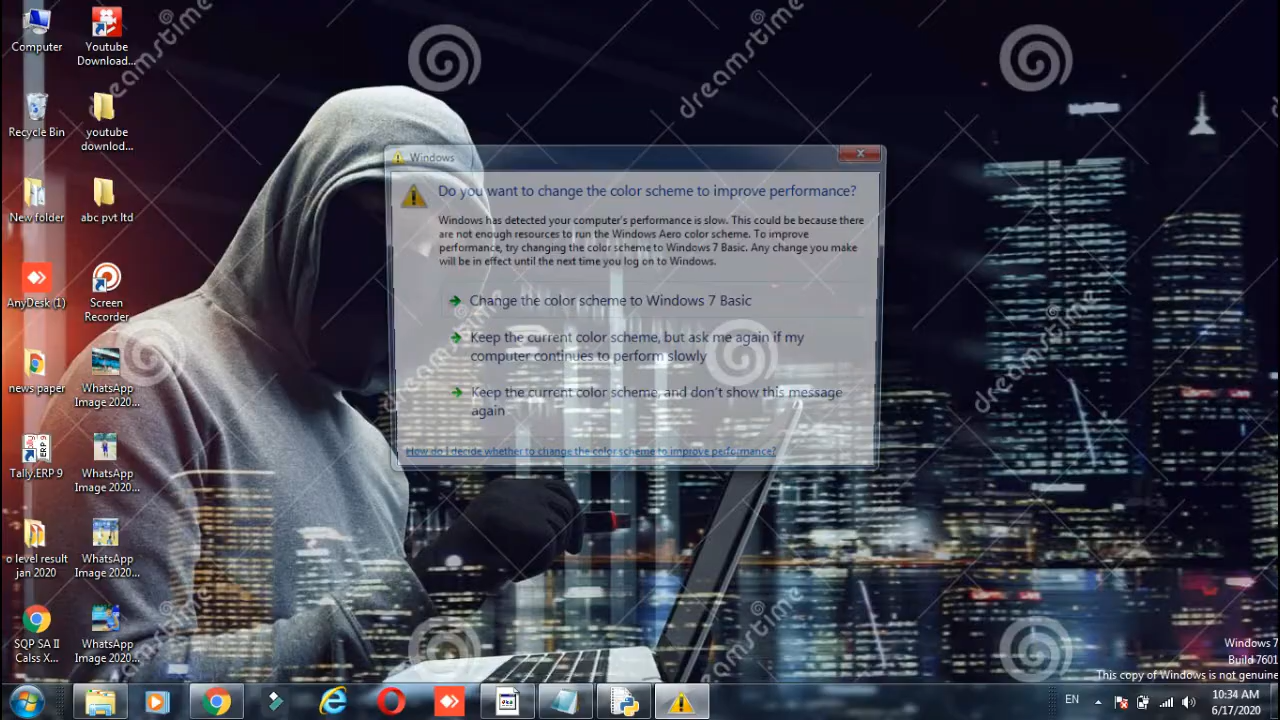 Computer
Youtube
Download...
Recycle Bin
youtube
downlod...
New folder
abc pvt ltd
AnyDesk (1)
Screen
Recorder
news paper
WhatsApp
Image 2020...
Tally.ERP 9
WhatsApp
Image 2020...
o level result
jan 2020
WhatsApp
Image 2020...
SQP SA II
Calss X...
WhatsApp
Image 2020...
Windows
Do you want to change the color scheme to improve performance?
Windows has detected your computer's performance is slow. This could be because there
are not enough resources to run the Windows Aero color scheme. To improve
performance, try changing the color scheme to Windows 7 Basic. Any change you make
will be in effect until the next time you log on to Windows.
Change the color scheme to Windows 7 Basic
Keep the current color scheme, but ask me again if my
computer continues to perform slowly
Keep the current color scheme, and don't show this message
again
How do I decide whether to change the color scheme to improve performance?
dreamstime
dreamstime
dreamstime
dreamstime
dreamstime
dreamstime
Windows 7
Build 7601
This copy of Windows is not genuine
EN
10:34 AM
6/17/2020